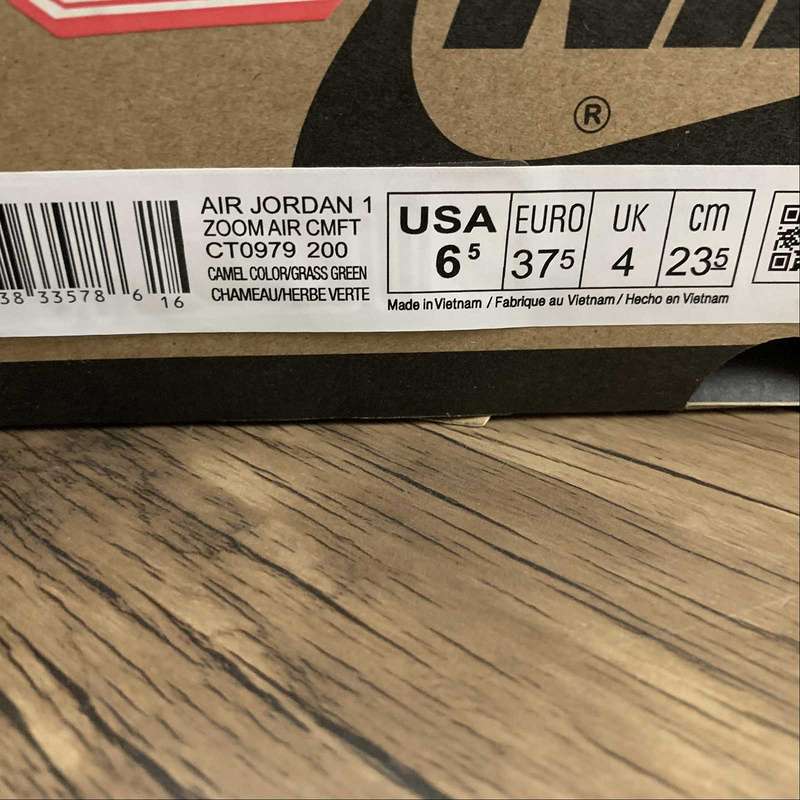 ®
AIR JORDAN 1
ZOOM AIR CMFT
CT0979 200
CAMEL COLOR/GRASS GREEN
CHAMEAU/HERBE VERTE
38 33578 6 16
USA EURO UK cm
6 5 37 5 4 23 5
Made in Vietnam / Fabrique au Vietnam / Hecho en Vietnam